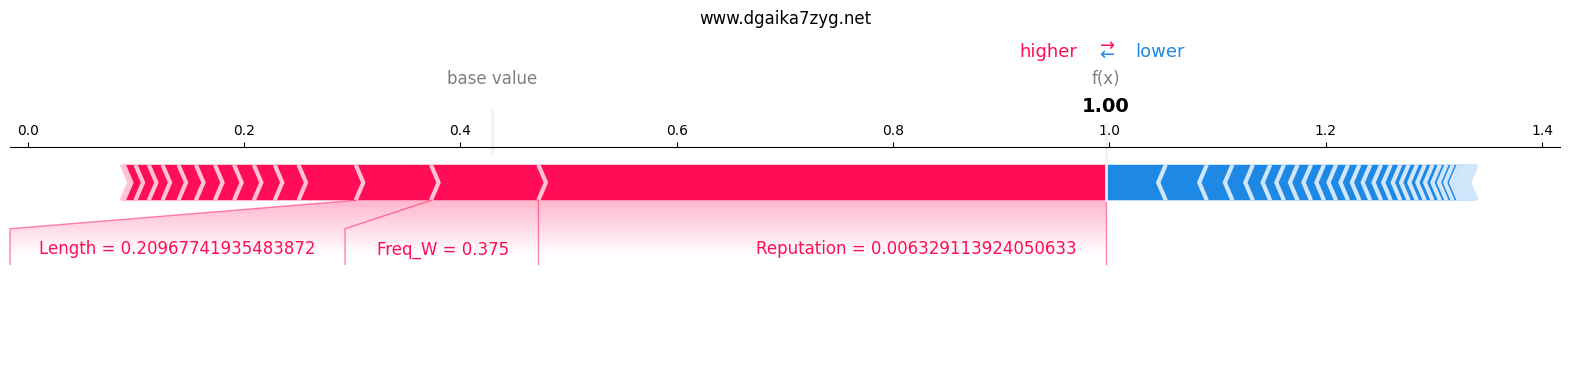 www.dgaika7zyg.net
higher ⇄ lower
base value f(x)
1.00
0.0 0.2 0.4 0.6 0.8 1.0 1.2 1.4
Length = 0.20967741935483872 Freq_W = 0.375 Reputation = 0.006329113924050633